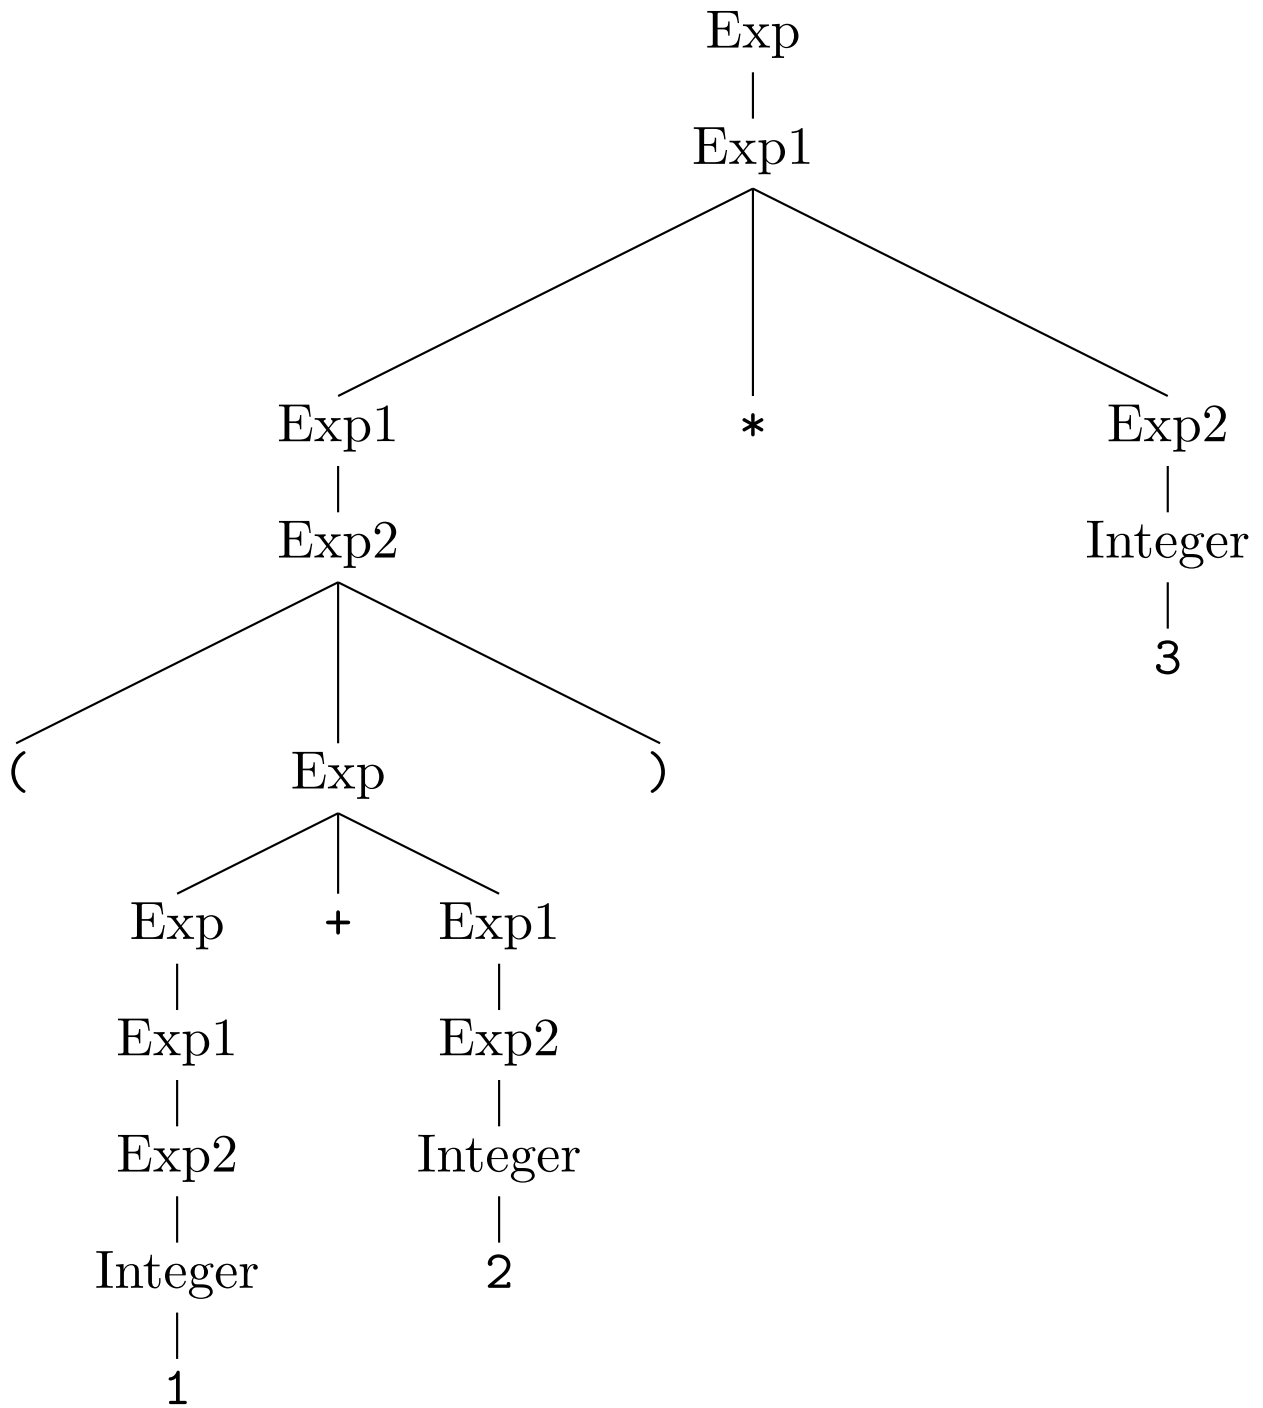 Exp
Exp1
Exp1 * Exp2
Exp2 Integer
3
( Exp )
Exp + Exp1
Exp1 Exp2
Exp2 Integer
Integer 2
1